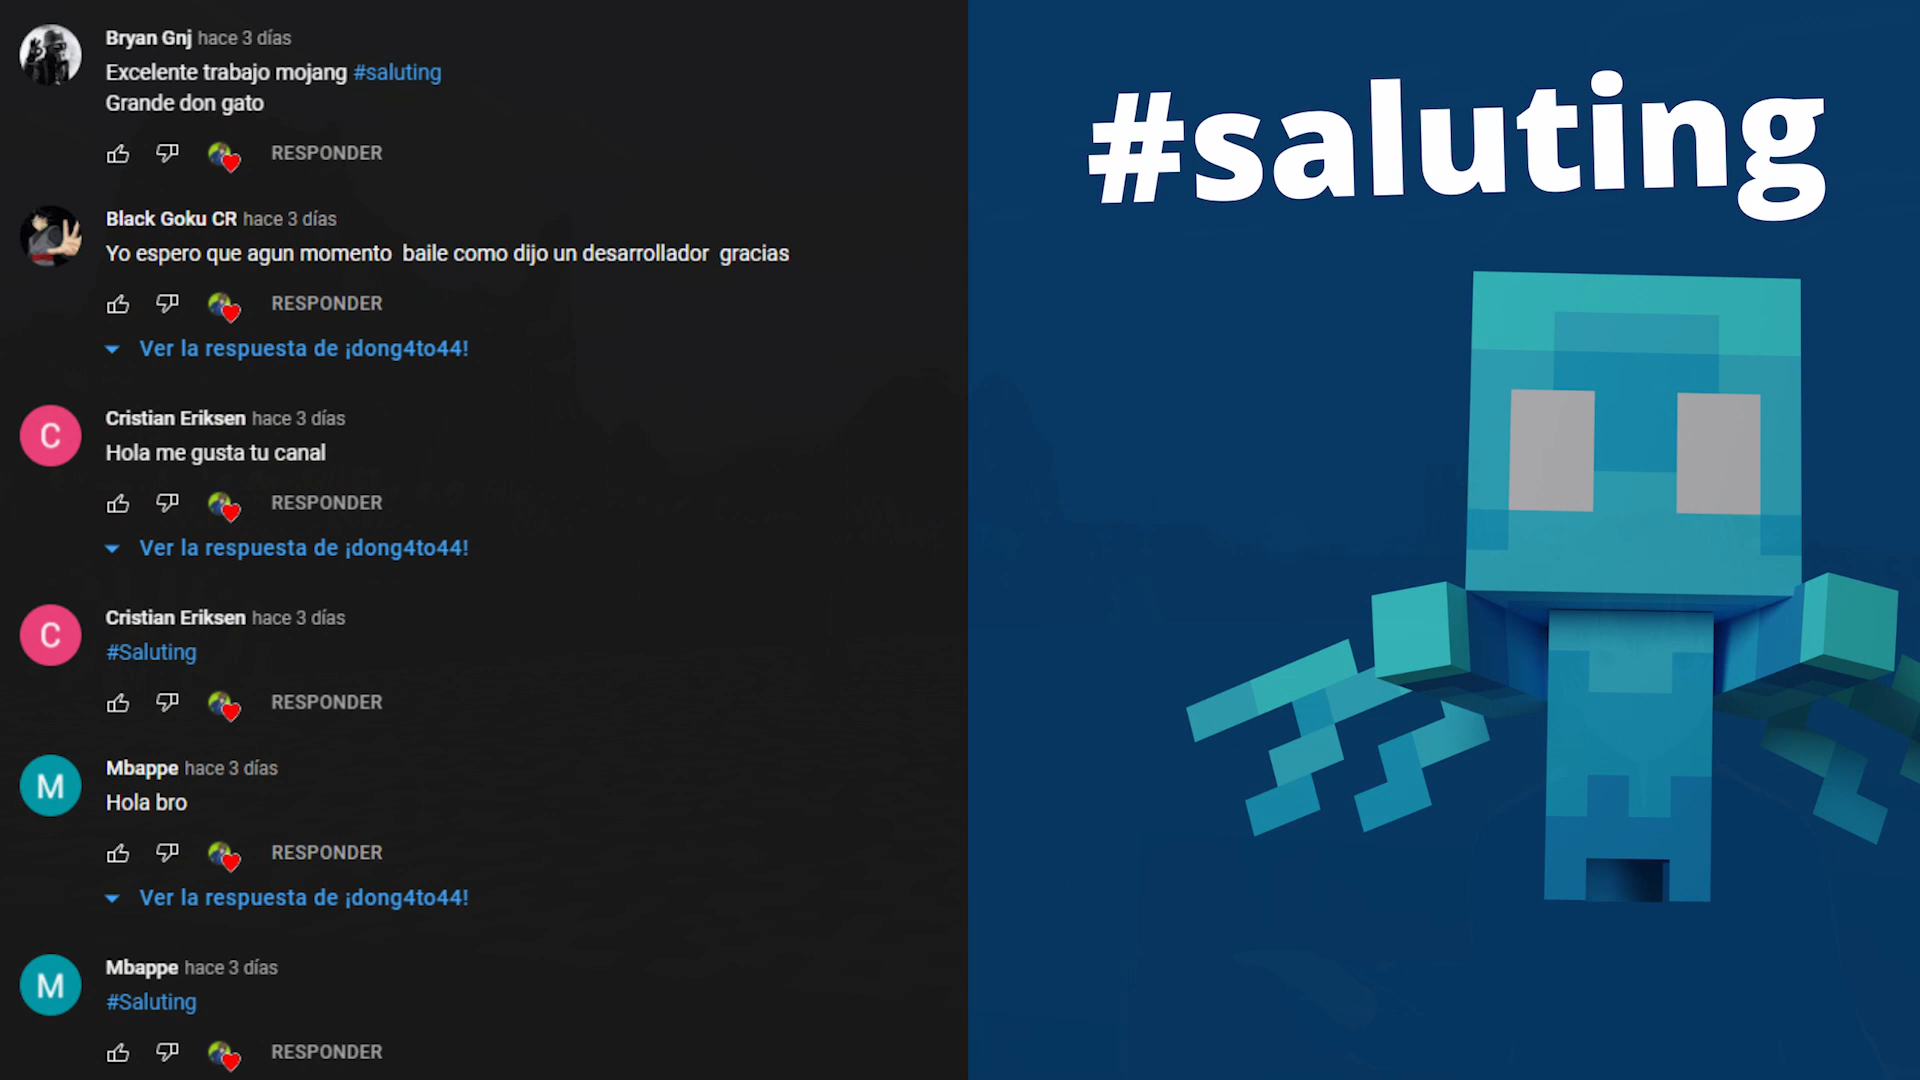 Bryan Gnj hace 3 días
Excelente trabajo mojang #saluting
Grande don gato
RESPONDER
Black Goku CR hace 3 días
Yo espero que agun momento  baile como dijo un desarrollador  gracias
RESPONDER
Ver la respuesta de ¡dong4to44!
C
Cristian Eriksen hace 3 días
Hola me gusta tu canal
RESPONDER
Ver la respuesta de ¡dong4to44!
C
Cristian Eriksen hace 3 días
#Saluting
RESPONDER
M
Mbappe hace 3 días
Hola bro
RESPONDER
Ver la respuesta de ¡dong4to44!
M
Mbappe hace 3 días
#Saluting
RESPONDER
#saluting